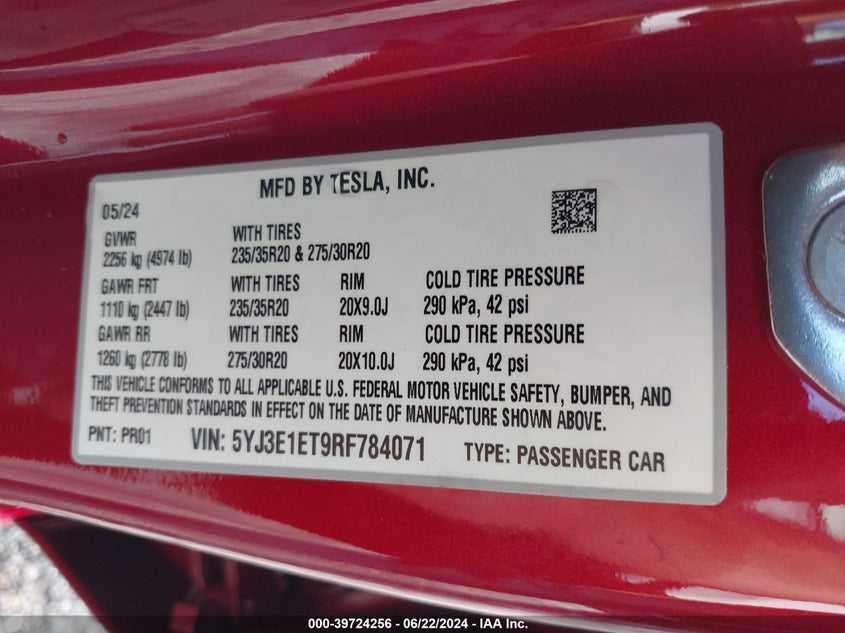 MFD BY TESLA, INC.
05/24
GVWR WITH TIRES
2256 kg (4974 lb) 235/35R20 & 275/30R20
GAWR FRT WITH TIRES RIM COLD TIRE PRESSURE
1110 kg (2447 lb) 235/35R20 20X9.0J 290 kPa, 42 psi
GAWR RR WITH TIRES RIM COLD TIRE PRESSURE
1260 kg (2778 lb) 275/30R20 20X10.0J 290 kPa, 42 psi
THIS VEHICLE CONFORMS TO ALL APPLICABLE U.S. FEDERAL MOTOR VEHICLE SAFETY, BUMPER, AND
THEFT PREVENTION STANDARDS IN EFFECT ON THE DATE OF MANUFACTURE SHOWN ABOVE.
PNT: PR01 VIN: 5YJ3E1ET9RF784071 TYPE: PASSENGER CAR
000-39724256 - 06/22/2024 - IAA Inc.